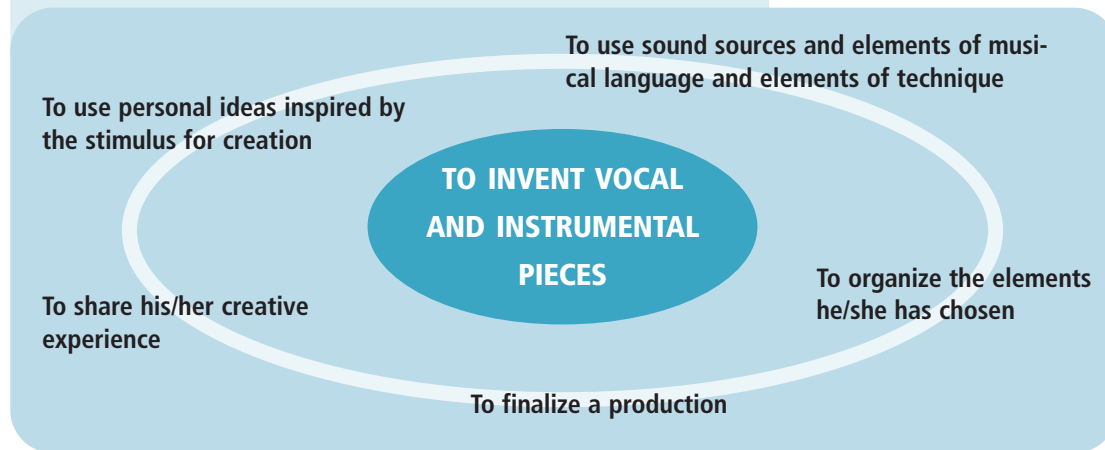 To use sound sources and elements of musi-
cal language and elements of technique
To use personal ideas inspired by
the stimulus for creation
TO INVENT VOCAL
AND INSTRUMENTAL
PIECES
To organize the elements
he/she has chosen
To share his/her creative
experience
To finalize a production